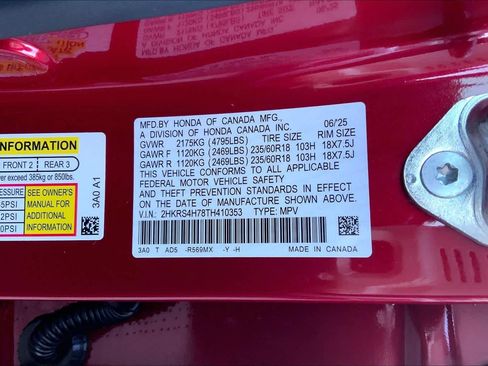 MFD.BY HONDA OF CANADA MFG., 06/25
A DIVISION OF HONDA CANADA INC.
GVWR 2175KG (4795LBS) TIRE SIZE RIM SIZE
GAWR F 1120KG (2469LBS) 235/60R18 103H 18X7.5J
GAWR R 1120KG (2469LBS) 235/60R18 103H 18X7.5J
THIS VEHICLE CONFORMS TO ALL APPLICABLE
FEDERAL MOTOR VEHICLE SAFETY
AND THEFT PREVENTION STANDARDS IN EFFECT
ON THE DATE OF MANUFACTURE SHOWN ABOVE.
V.I.N.: 2HKRS4H78TH410353 TYPE: MPV
3A0 T AD5 -R569MX -Y -H MADE IN CANADA
INFORMATION
FRONT 2 REAR 3
exceed 385kg or 850lbs.
SEE OWNER'S
MANUAL FOR
ADDITIONAL
INFORMATION
3A0 A1